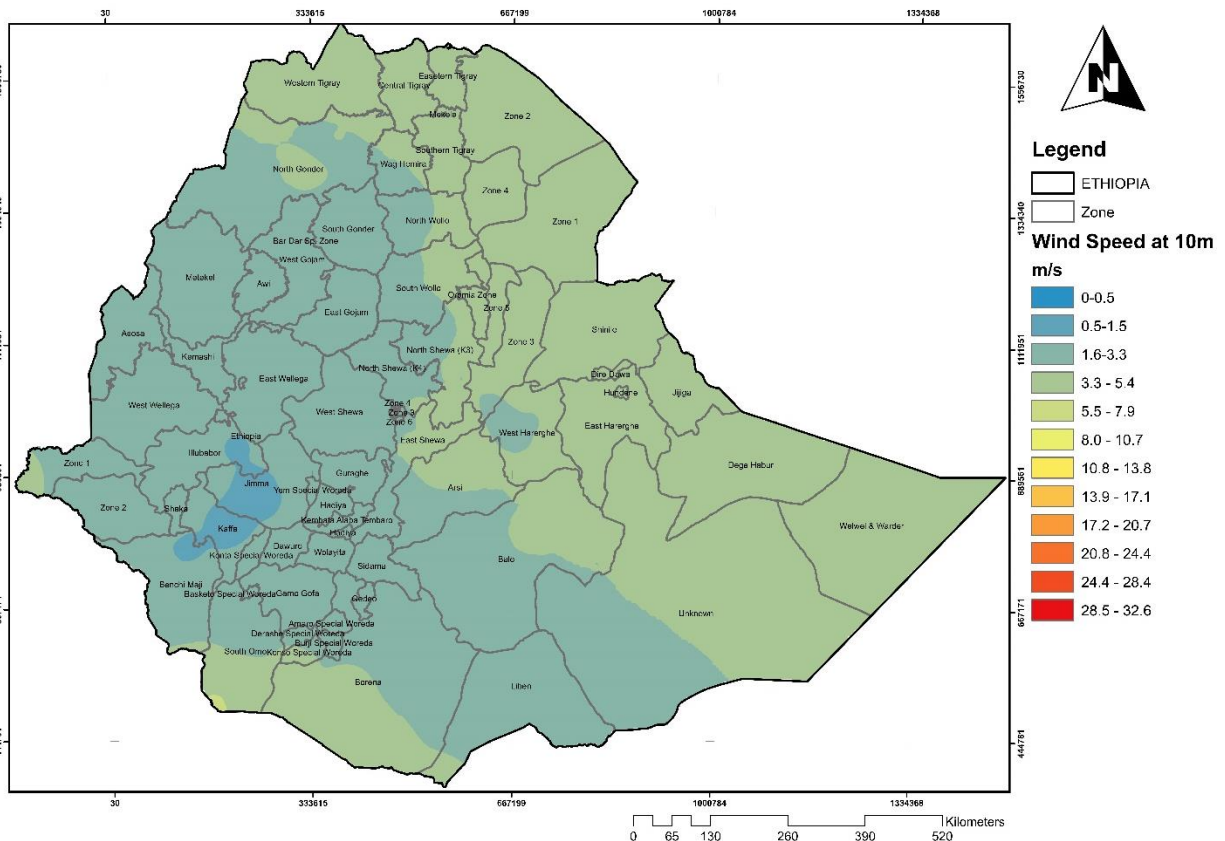 30 333615 667199 1000784 1334368
1556730
1334340
1111951
889561
667171
444781
Western Tigray
Central Tigray
Eastern Tigray
Mekele
Zone 2
Southern Tigray
North Gonder
Wag Homira
Zone 4
Zone 1
North Wollo
South Gonder
Bar Dar Sp. Zone
West Gojam
Metekel
Awi
South Wollo
Oromia Zone
Zone 5
East Gojum
Shinile
Asosa
Kamashi
North Shewa (K3)
Zone 3
North Shewa (K4)
East Wellega
Dire Dawa
Hundene
Jijiga
West Wellega
West Shewa
Zone 4
Zone 3
Zone 6
West Harerghe
East Harerghe
Ethiopia
East Shewa
Illubabor
Zone 1
Guraghe
Dega Habur
Jimma
Yem Special Woreda
Arsi
Zone 2
Sheka
Hadiya
Kembata Alaba Tembaro
Kaffa
Hadiya
Welwel & Warder
Dawuro
Konta Special Woreda
Wolayita
Sidama
Bale
Benchi Maji
Basketo Special Woreda
Gamo Gofa
Gedeo
Unknown
Amaro Special Woreda
Derashe Special Woreda
Burji Special Woreda
South Omo
Konso Special Woreda
Borena
Liben
30 333615 667199 1000784 1334368
N
Legend
ETHIOPIA
Zone
Wind Speed at 10m
m/s
0-0.5
0.5-1.5
1.6-3.3
3.3 - 5.4
5.5 - 7.9
8.0 - 10.7
10.8 - 13.8
13.9 - 17.1
17.2 - 20.7
20.8 - 24.4
24.4 - 28.4
28.5 - 32.6
Kilometers
0 65 130 260 390 520